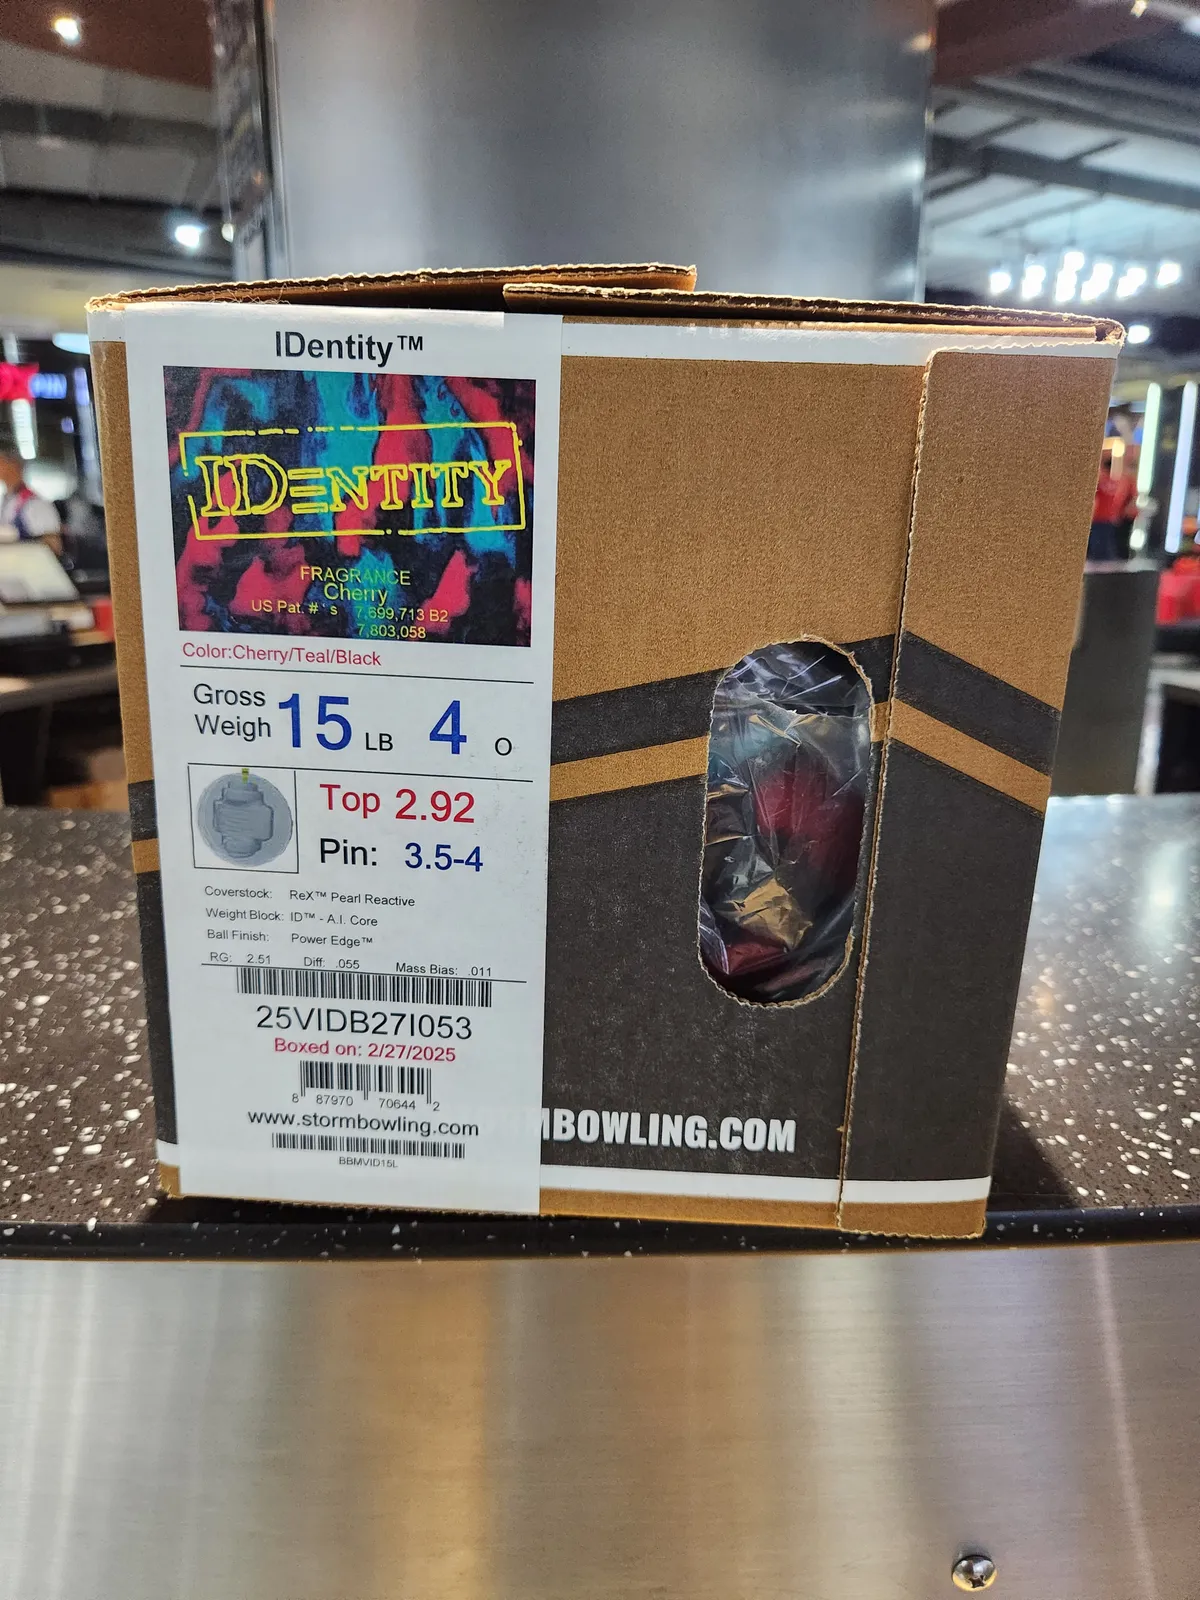 IDentity™
IDENTITY
FRAGRANCE
Cherry
US Pat. #'s 7,699,713 B2
7,803,058
Color:Cherry/Teal/Black
Gross
Weigh 15 LB 4 O
Top 2.92
Pin: 3.5-4
Coverstock: ReX™ Pearl Reactive
Weight Block: ID™ - A.I. Core
Ball Finish: Power Edge™
RG: 2.51 Diff: .055 Mass Bias: .011
25VIDB27I053
Boxed on: 2/27/2025
8 87970 70644 2
www.stormbowling.com
BBMVID15L
MBOWLING.COM